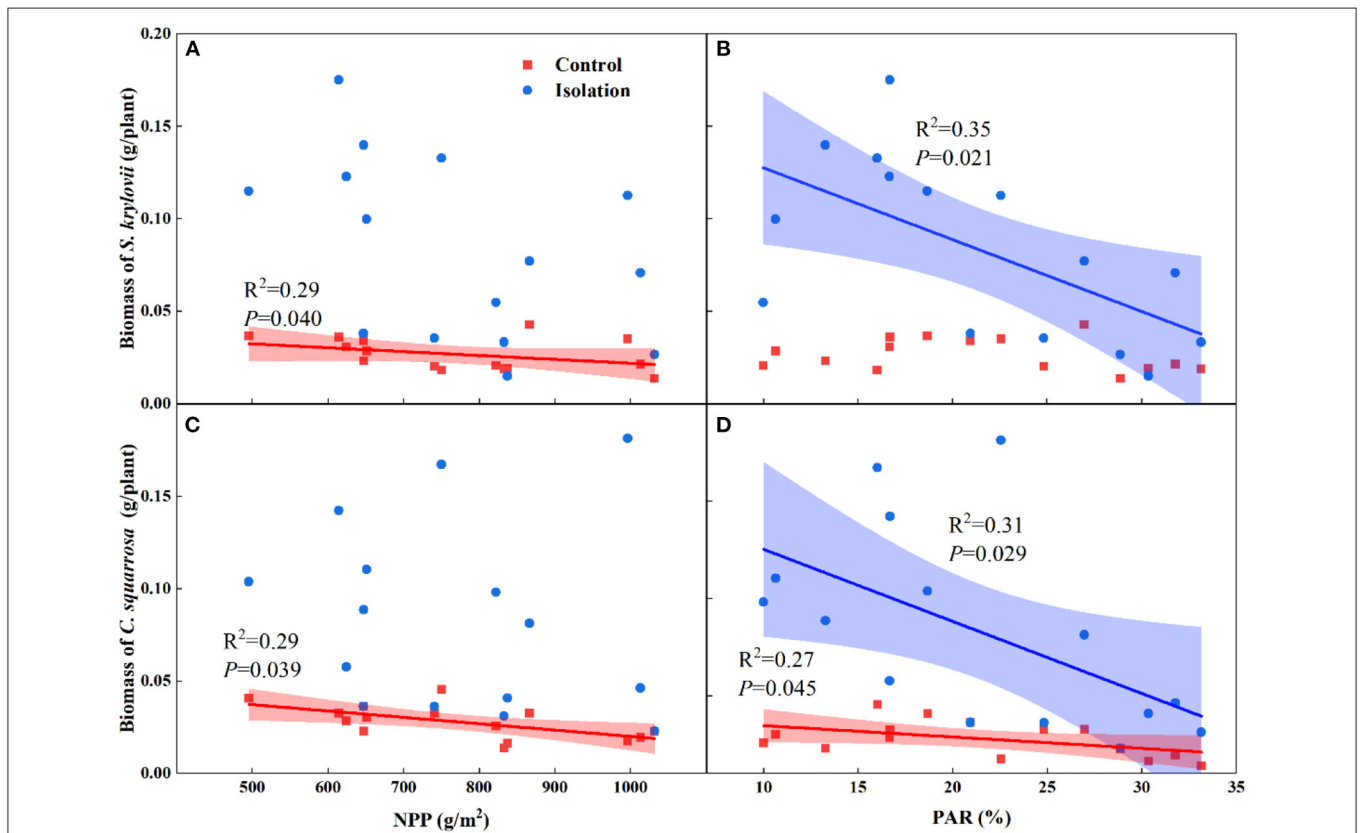 A
B
Control
Isolation
R²=0.35
P=0.021
R²=0.29
P=0.040
Biomass of S. krylovii (g/plant)
0.20
0.15
0.10
0.05
0.00
C
D
R²=0.31
P=0.029
R²=0.29
P=0.039
R²=0.27
P=0.045
Biomass of C. squarrosa (g/plant)
0.15
0.10
0.05
0.00
500 600 700 800 900 1000
10 15 20 25 30 35
NPP (g/m²)
PAR (%)